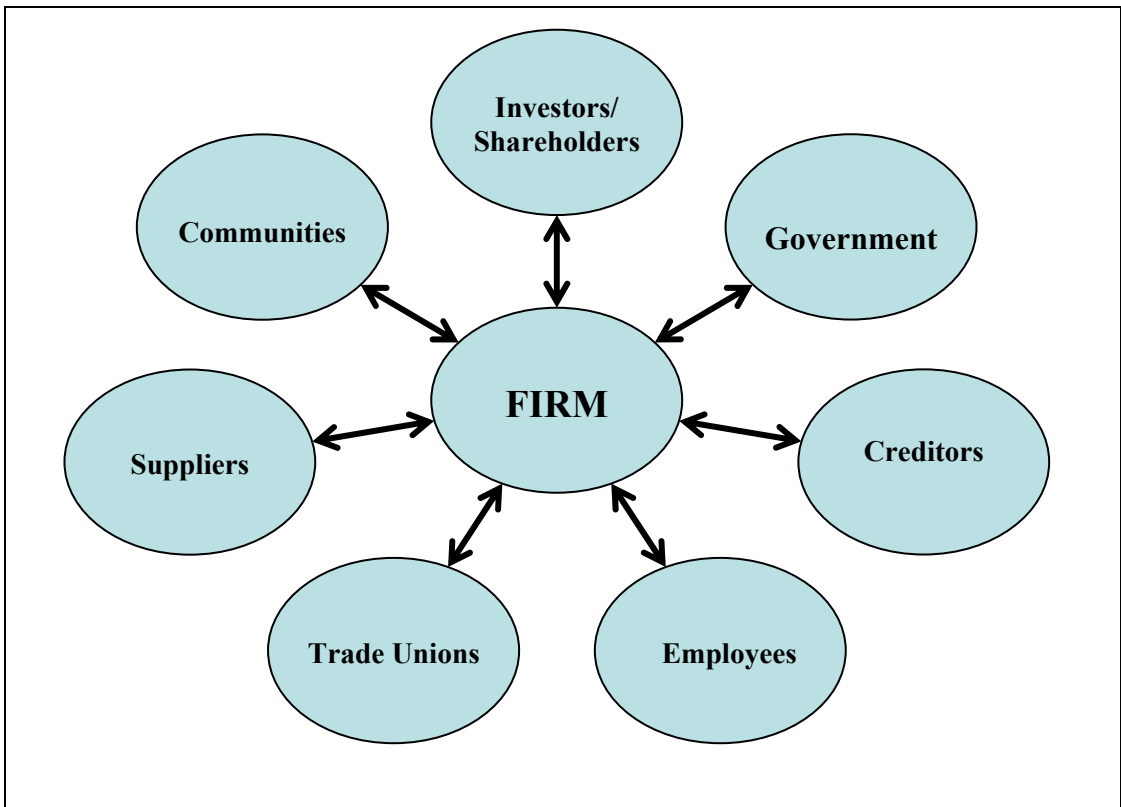 Investors/
Shareholders
Communities
Government
FIRM
Suppliers
Creditors
Trade Unions
Employees